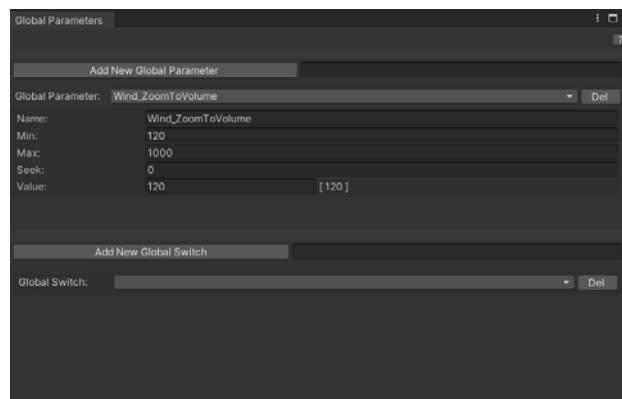 Global Parameters
?
Add New Global Parameter
Global Parameter: Wind_ZoomToVolume Del
Name: Wind_ZoomToVolume
Min: 120
Max: 1000
Seek: 0
Value: 120 [ 120 ]
Add New Global Switch
Global Switch: Del